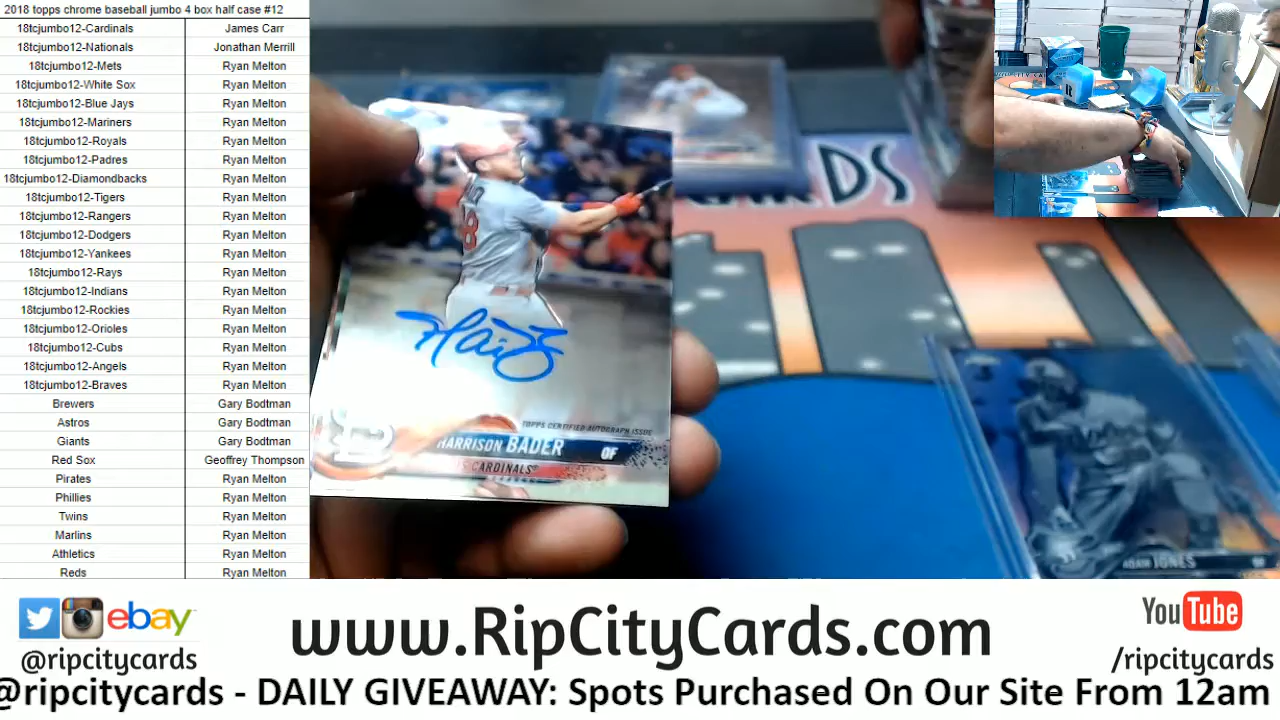 2018 topps chrome baseball jumbo 4 box half case #12
18tcjumbo12-Cardinals James Carr
18tcjumbo12-Nationals Jonathan Merrill
18tcjumbo12-Mets Ryan Melton
18tcjumbo12-White Sox Ryan Melton
18tcjumbo12-Blue Jays Ryan Melton
18tcjumbo12-Mariners Ryan Melton
18tcjumbo12-Royals Ryan Melton
18tcjumbo12-Padres Ryan Melton
18tcjumbo12-Diamondbacks Ryan Melton
18tcjumbo12-Tigers Ryan Melton
18tcjumbo12-Rangers Ryan Melton
18tcjumbo12-Dodgers Ryan Melton
18tcjumbo12-Yankees Ryan Melton
18tcjumbo12-Rays Ryan Melton
18tcjumbo12-Indians Ryan Melton
18tcjumbo12-Rockies Ryan Melton
18tcjumbo12-Orioles Ryan Melton
18tcjumbo12-Cubs Ryan Melton
18tcjumbo12-Angels Ryan Melton
18tcjumbo12-Braves Ryan Melton
Brewers Gary Bodtman
Astros Gary Bodtman
Giants Gary Bodtman
Red Sox Geoffrey Thompson
Pirates Ryan Melton
Phillies Ryan Melton
Twins Ryan Melton
Marlins Ryan Melton
Athletics Ryan Melton
Reds Ryan Melton
TOPPS CERTIFIED AUTOGRAPH ISSUE
HARRISON BADER OF
CARDINALS
ADAM JONES
ebay
@ripcitycards
www.RipCityCards.com
YouTube
/ripcitycards
@ripcitycards - DAILY GIVEAWAY: Spots Purchased On Our Site From 12am